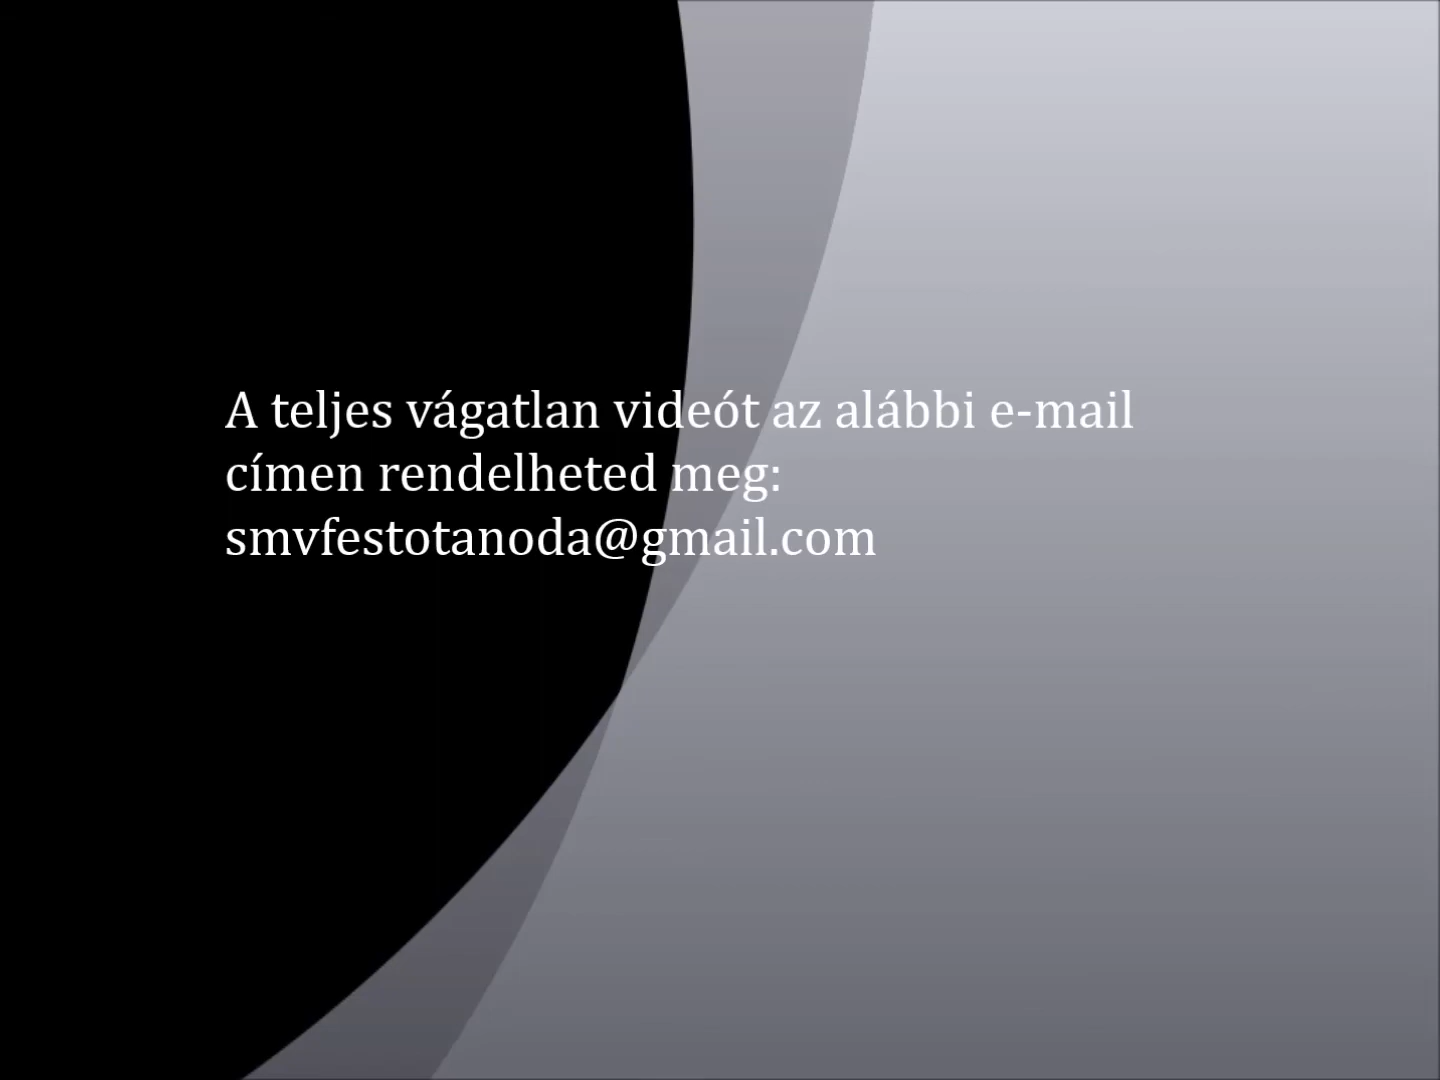 A teljes vágatlan videót az alábbi e-mail
címen rendelheted meg:
smvfestotanoda@gmail.com